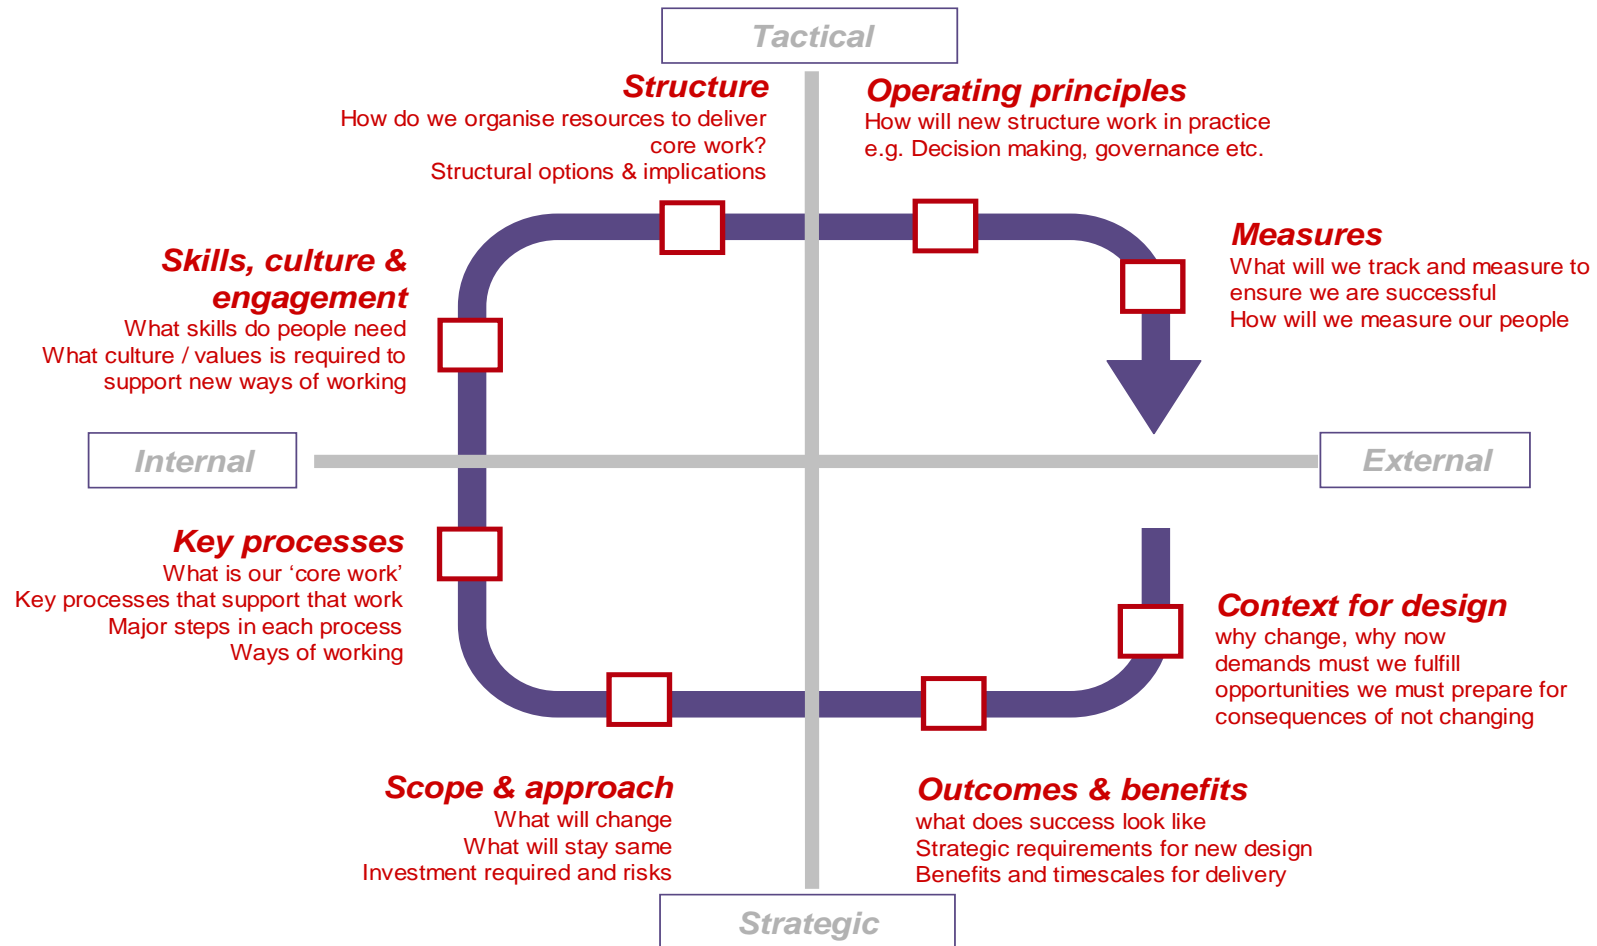 Tactical
Structure
How do we organise resources to deliver
core work?
Structural options & implications
Operating principles
How will new structure work in practice
e.g. Decision making, governance etc.
Measures
What will we track and measure to
ensure we are successful
How will we measure our people
Skills, culture &
engagement
What skills do people need
What culture / values is required to
support new ways of working
Internal
External
Key processes
What is our ‘core work’
Key processes that support that work
Major steps in each process
Ways of working
Context for design
why change, why now
demands must we fulfill
opportunities we must prepare for
consequences of not changing
Scope & approach
What will change
What will stay same
Investment required and risks
Outcomes & benefits
what does success look like
Strategic requirements for new design
Benefits and timescales for delivery
Strategic